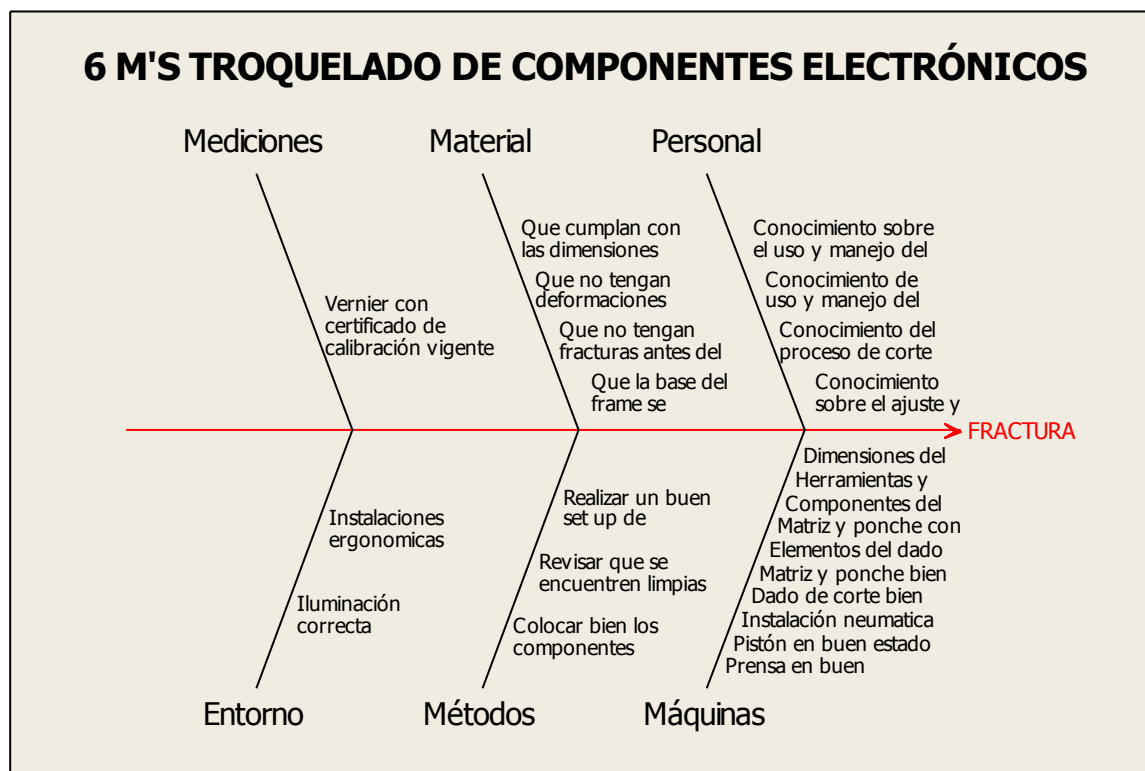 6 M'S TROQUELADO DE COMPONENTES ELECTRÓNICOS
Mediciones
Material
Personal
Vernier con
certificado de
calibración vigente
Que cumplan con
las dimensiones
Que no tengan
deformaciones
Que no tengan
fracturas antes del
Que la base del
frame se
Conocimiento sobre
el uso y manejo del
Conocimiento de
uso y manejo del
Conocimiento del
proceso de corte
Conocimiento
sobre el ajuste y
FRACTURA
Instalaciones
ergonomicas
Iluminación
correcta
Realizar un buen
set up de
Revisar que se
encuentren limpias
Colocar bien los
componentes
Dimensiones del
Herramientas y
Componentes del
Matriz y ponche con
Elementos del dado
Matriz y ponche bien
Dado de corte bien
Instalación neumatica
Pistón en buen estado
Prensa en buen
Entorno
Métodos
Máquinas